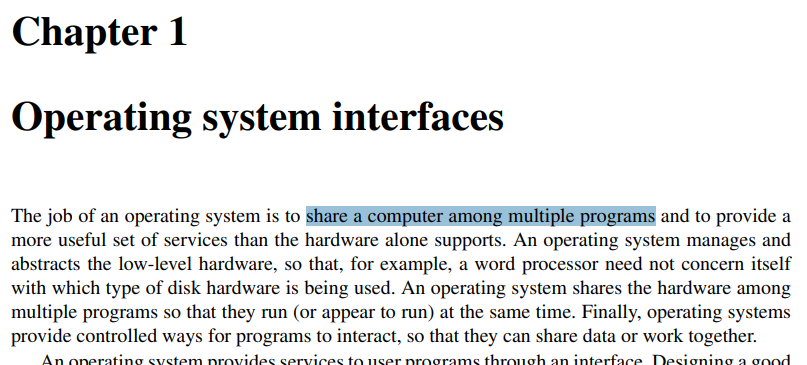 Chapter 1
Operating system interfaces
The job of an operating system is to share a computer among multiple programs and to provide a
more useful set of services than the hardware alone supports. An operating system manages and
abstracts the low-level hardware, so that, for example, a word processor need not concern itself
with which type of disk hardware is being used. An operating system shares the hardware among
multiple programs so that they run (or appear to run) at the same time. Finally, operating systems
provide controlled ways for programs to interact, so that they can share data or work together.
An operating system provides services to user programs through an interface. Designing a good